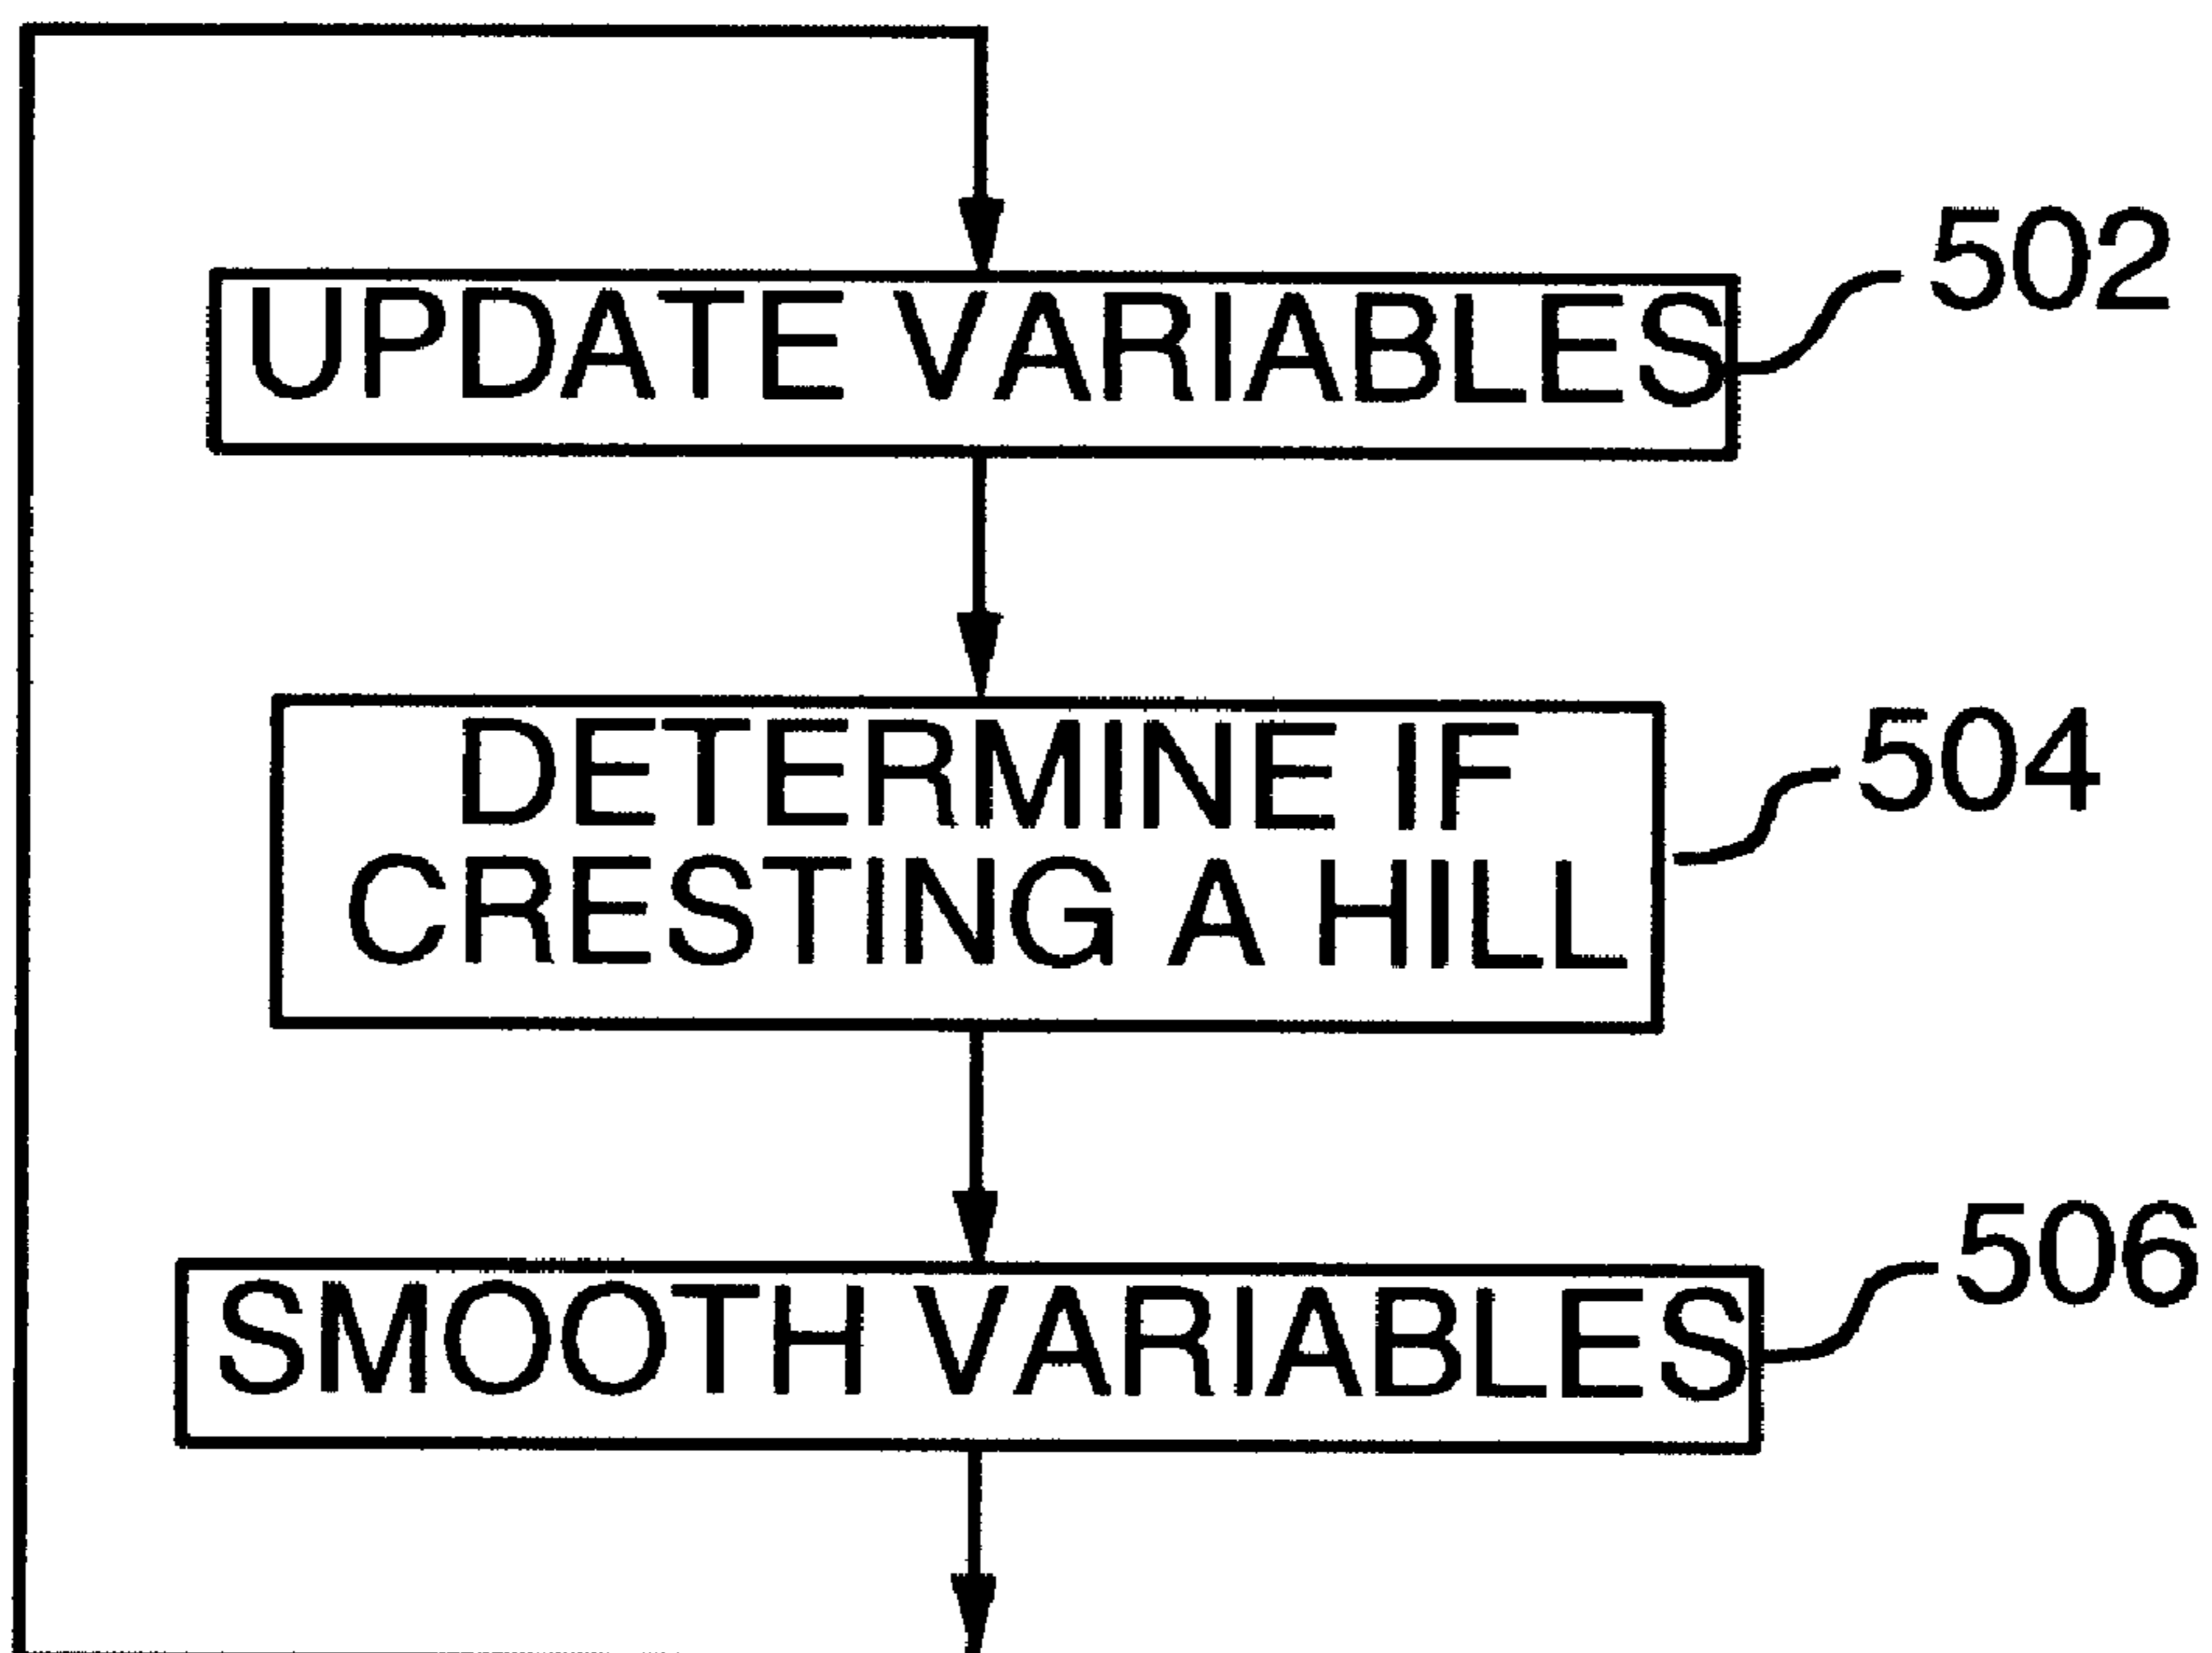 UPDATE VARIABLES
502
DETERMINE IF
CRESTING A HILL
504
SMOOTH VARIABLES
506